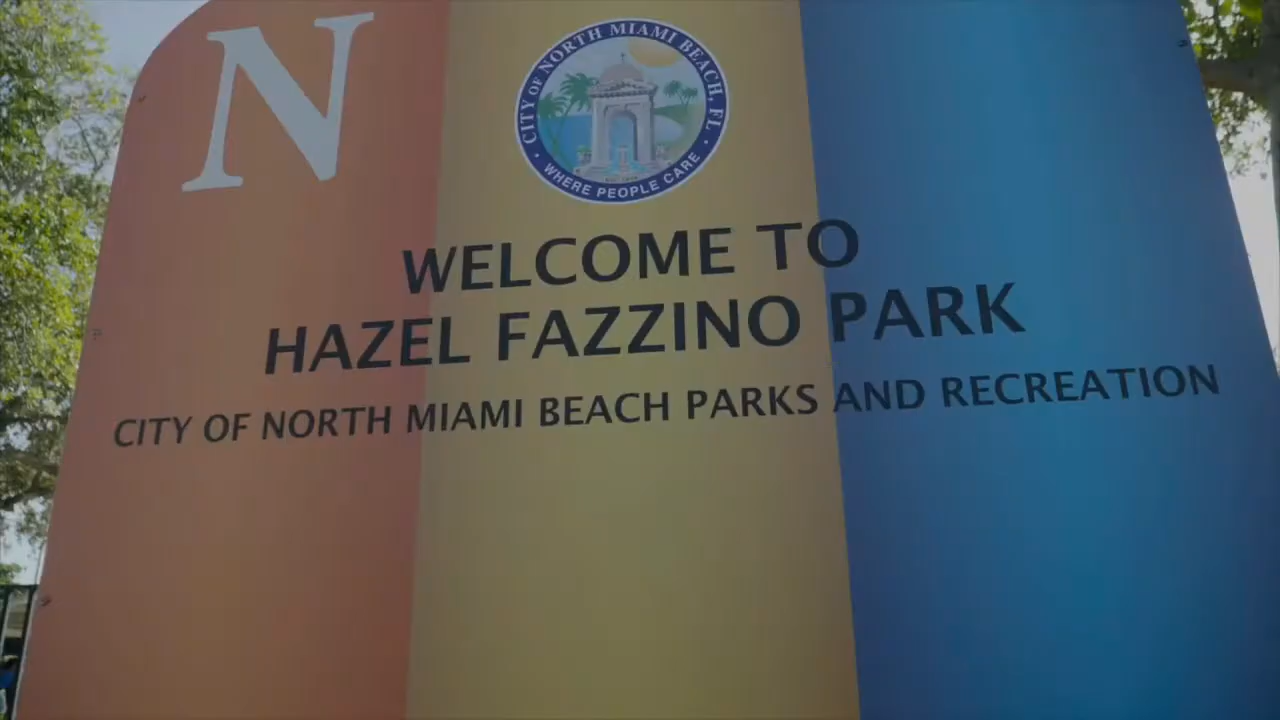 N
CITY OF NORTH MIAMI BEACH, FL
• WHERE PEOPLE CARE •
WELCOME TO
HAZEL FAZZINO PARK
CITY OF NORTH MIAMI BEACH PARKS AND RECREATION